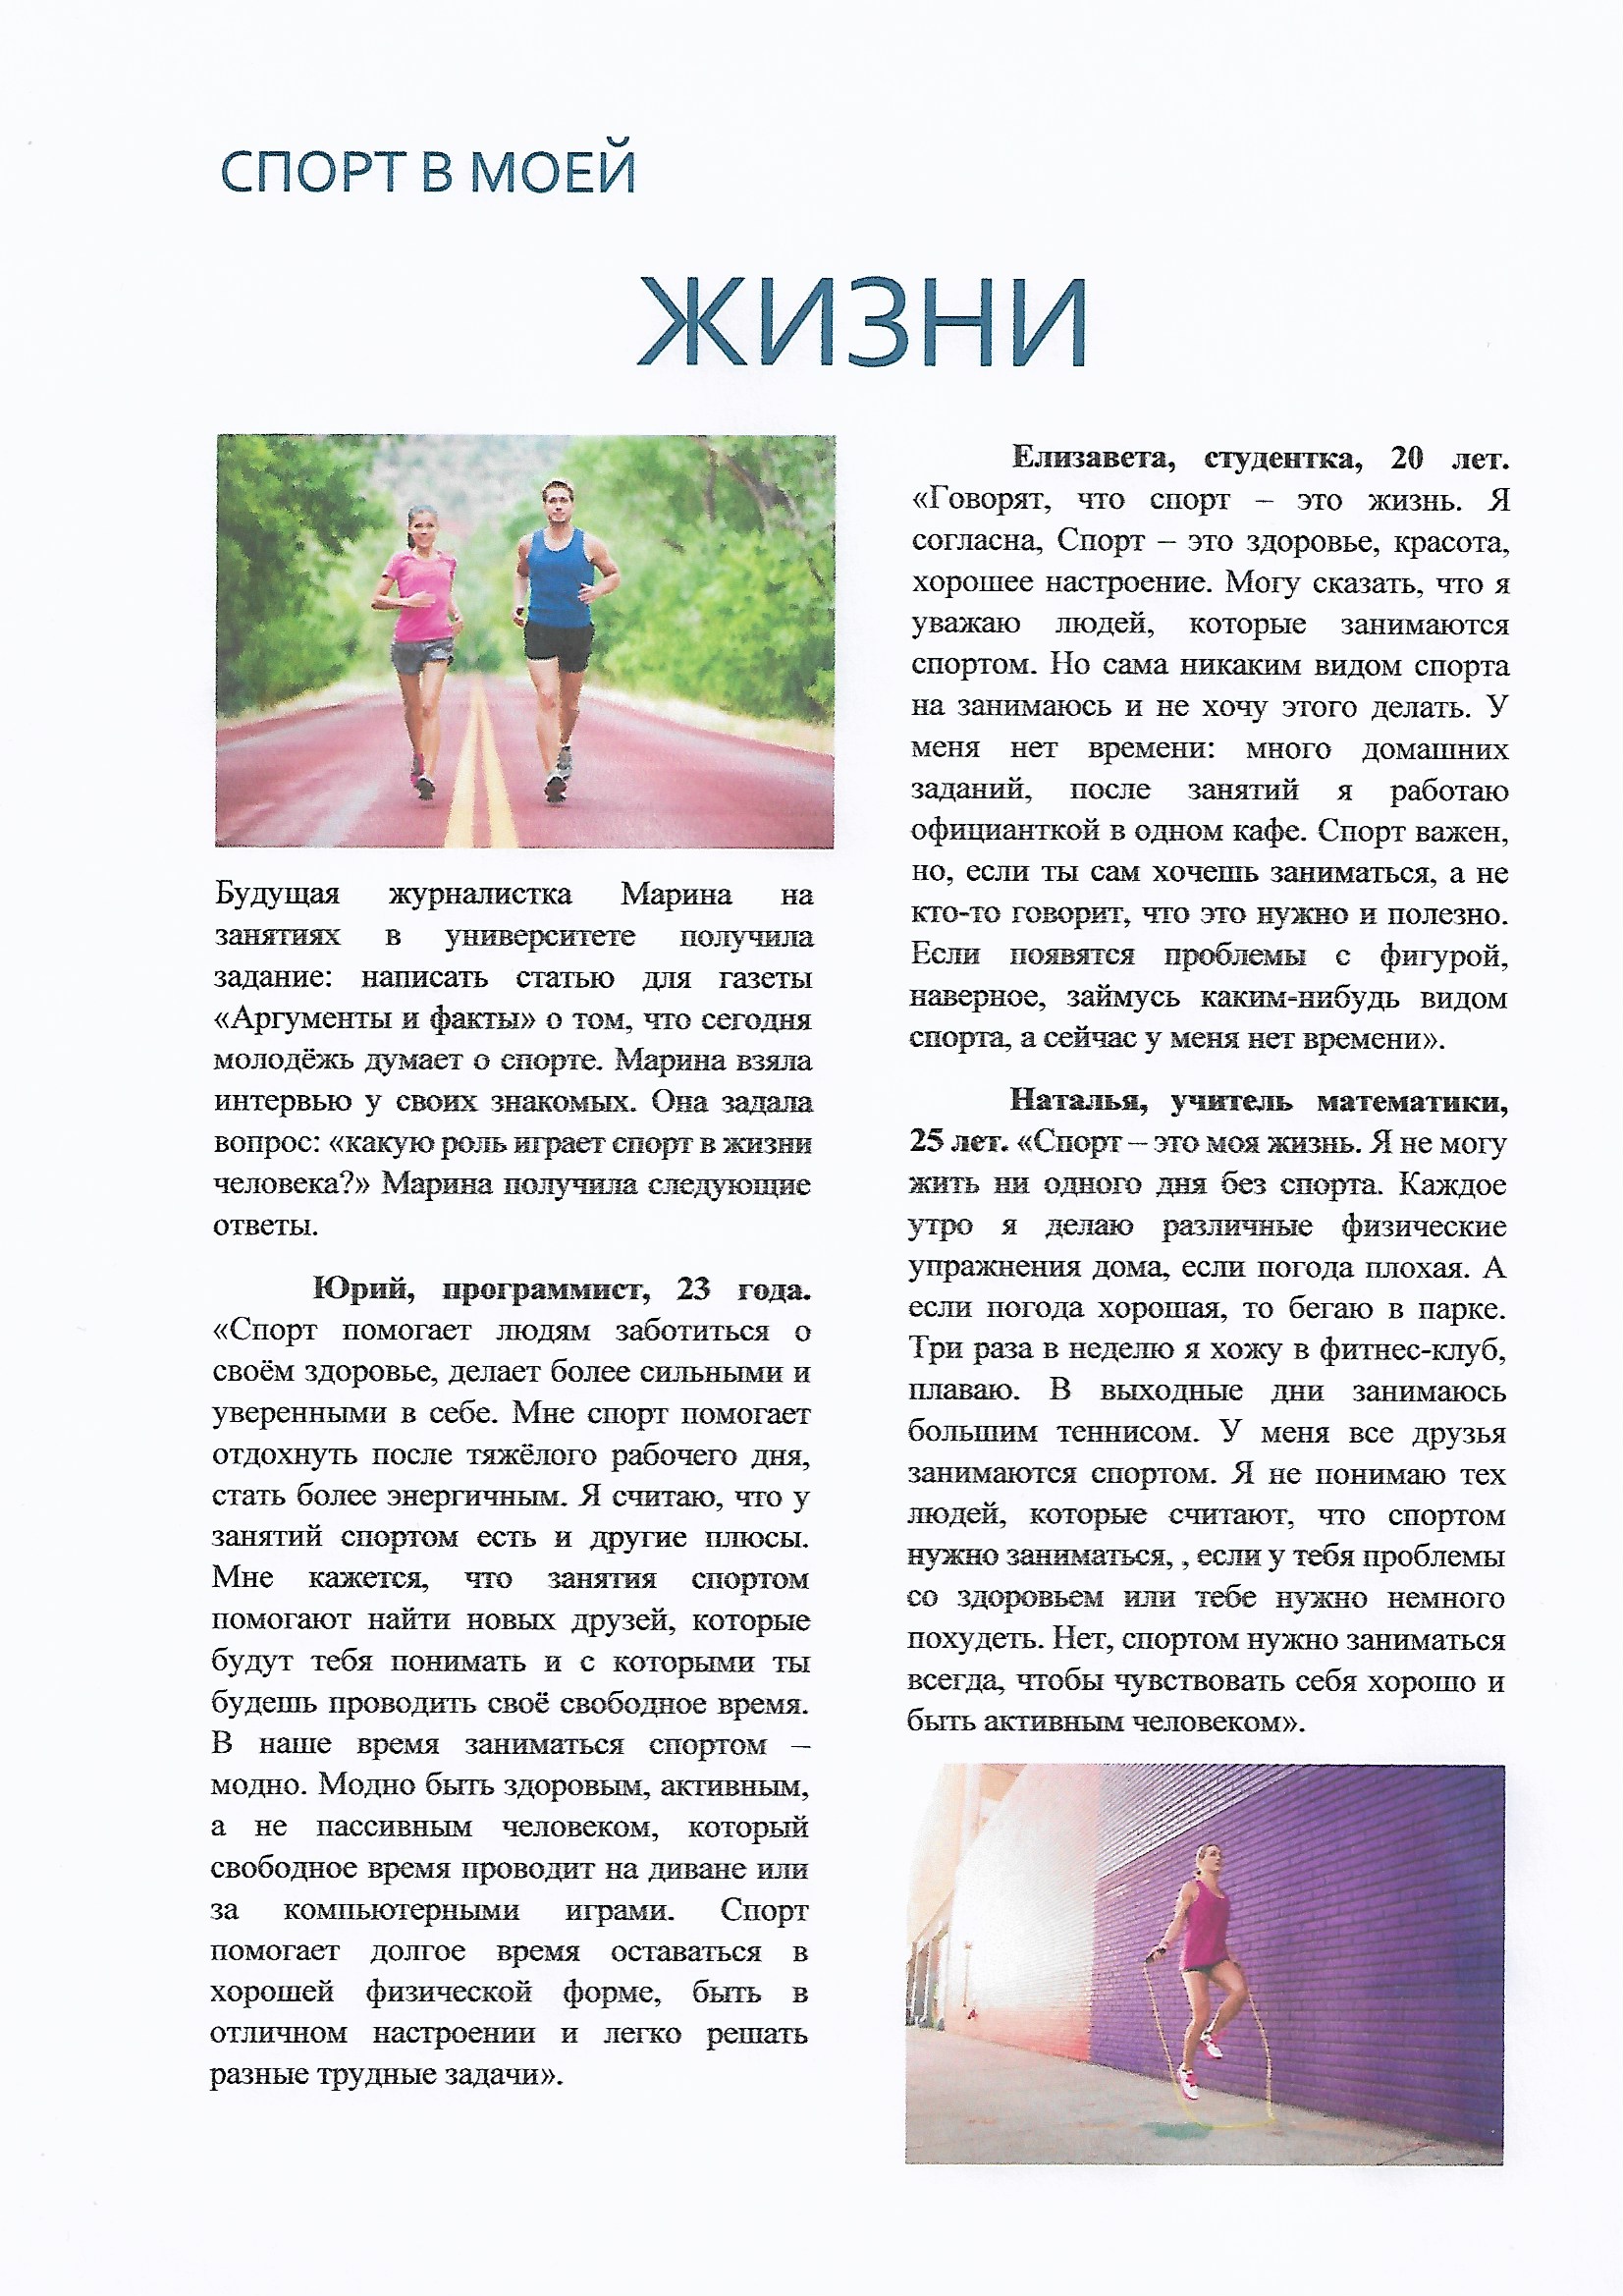 СПОРТ В МОЕЙ
ЖИЗНИ
Будущая журналистка Марина на
занятиях в университете получила
задание: написать статью для газеты
«Аргументы и факты» о том, что сегодня
молодёжь думает о спорте. Марина взяла
интервью у своих знакомых. Она задала
вопрос: «какую роль играет спорт в жизни
человека?» Марина получила следующие
ответы.
Юрий, программист, 23 года.
«Спорт помогает людям заботиться о
своём здоровье, делает более сильными и
уверенными в себе. Мне спорт помогает
отдохнуть после тяжёлого рабочего дня,
стать более энергичным. Я считаю, что у
занятий спортом есть и другие плюсы.
Мне кажется, что занятия спортом
помогают найти новых друзей, которые
будут тебя понимать и с которыми ты
будешь проводить своё свободное время.
В наше время заниматься спортом –
модно. Модно быть здоровым, активным,
а не пассивным человеком, который
свободное время проводит на диване или
за компьютерными играми. Спорт
помогает долгое время оставаться в
хорошей физической форме, быть в
отличном настроении и легко решать
разные трудные задачи».
Елизавета, студентка, 20 лет.
«Говорят, что спорт – это жизнь. Я
согласна, Спорт – это здоровье, красота,
хорошее настроение. Могу сказать, что я
уважаю людей, которые занимаются
спортом. Но сама никаким видом спорта
на занимаюсь и не хочу этого делать. У
меня нет времени: много домашних
заданий, после занятий я работаю
официанткой в одном кафе. Спорт важен,
но, если ты сам хочешь заниматься, а не
кто-то говорит, что это нужно и полезно.
Если появятся проблемы с фигурой,
наверное, займусь каким-нибудь видом
спорта, а сейчас у меня нет времени».
Наталья, учитель математики,
25 лет. «Спорт – это моя жизнь. Я не могу
жить ни одного дня без спорта. Каждое
утро я делаю различные физические
упражнения дома, если погода плохая. А
если погода хорошая, то бегаю в парке.
Три раза в неделю я хожу в фитнес-клуб,
плаваю. В выходные дни занимаюсь
большим теннисом. У меня все друзья
занимаются спортом. Я не понимаю тех
людей, которые считают, что спортом
нужно заниматься, , если у тебя проблемы
со здоровьем или тебе нужно немного
похудеть. Нет, спортом нужно заниматься
всегда, чтобы чувствовать себя хорошо и
быть активным человеком».